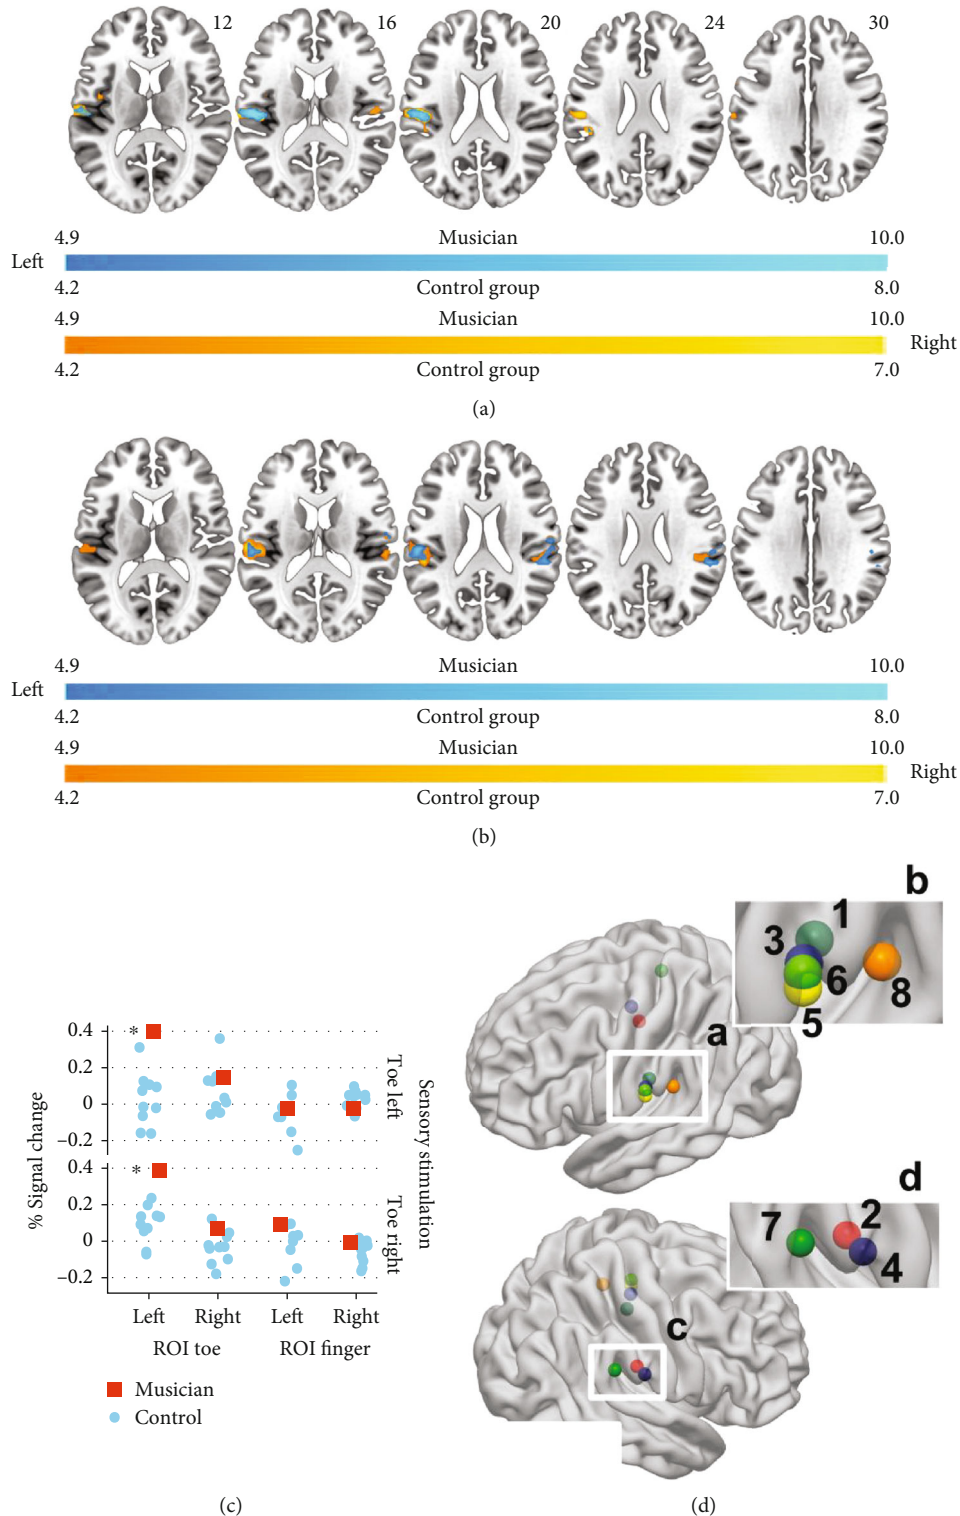 12 16 20 24 30
4.9 Musician 10.0
Left
4.2 Control group 8.0
4.9 Musician 10.0
Right
4.2 Control group 7.0
(a)
4.9 Musician 10.0
Left
4.2 Control group 8.0
4.9 Musician 10.0
Right
4.2 Control group 7.0
(b)
% Signal change
0.4
0.2
0
−0.2
0.4
0.2
0
−0.2
*
*
Toe left
Toe right
Sensory stimulation
Left Right Left Right
ROI toe ROI finger
Musician
Control
(c)
b
1
3
6
8
5
a
d
7 2
4
c
(d)